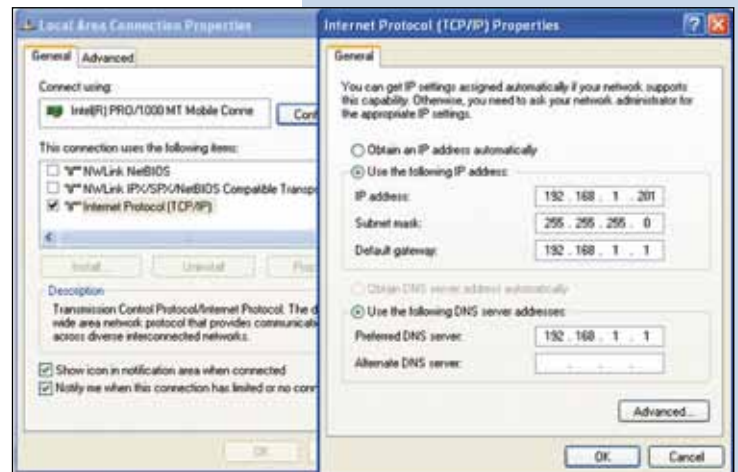 Local Area Connection Properties
General Advanced
Connect using:
Intel(R) PRO/1000 MT Mobile Conne
Conf
This connection uses the following items:
NWLink NetBIOS
NWLink IPX/SPX/NetBIOS Compatible Transpo
Internet Protocol (TCP/IP)
Install...
Uninstall
Description
Transmission Control Protocol/Internet Protocol. The d
wide area network protocol that provides communicati
across diverse interconnected networks.
Show icon in notification area when connected
Notify me when this connection has limited or no conn
OK
Internet Protocol (TCP/IP) Properties
General
You can get IP settings assigned automatically if your network supports
this capability. Otherwise, you need to ask your network administrator for
the appropriate IP settings.
Obtain an IP address automatically
Use the following IP address:
IP address: 192 . 168 . 1 . 201
Subnet mask: 255 . 255 . 255 . 0
Default gateway: 192 . 168 . 1 . 1
Obtain DNS server address automatically
Use the following DNS server addresses:
Preferred DNS server: 192 . 168 . 1 . 1
Alternate DNS server: . . .
Advanced...
OK Cancel